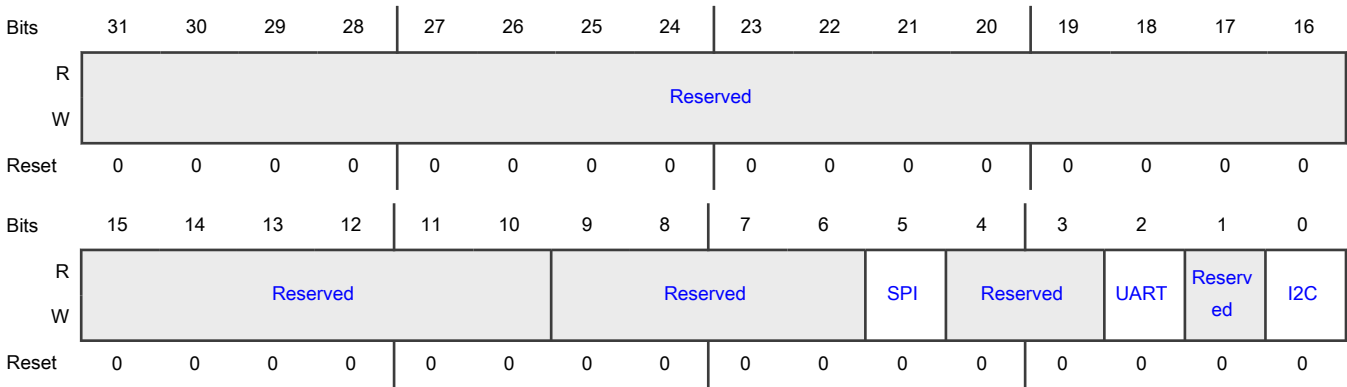 Bits 31 30 29 28 27 26 25 24 23 22 21 20 19 18 17 16
R
Reserved
W
Reset 0 0 0 0 0 0 0 0 0 0 0 0 0 0 0 0
Bits 15 14 13 12 11 10 9 8 7 6 5 4 3 2 1 0
R
Reserved Reserved SPI Reserved UART Reserv
ed I2C
W
Reset 0 0 0 0 0 0 0 0 0 0 0 0 0 0 0 0